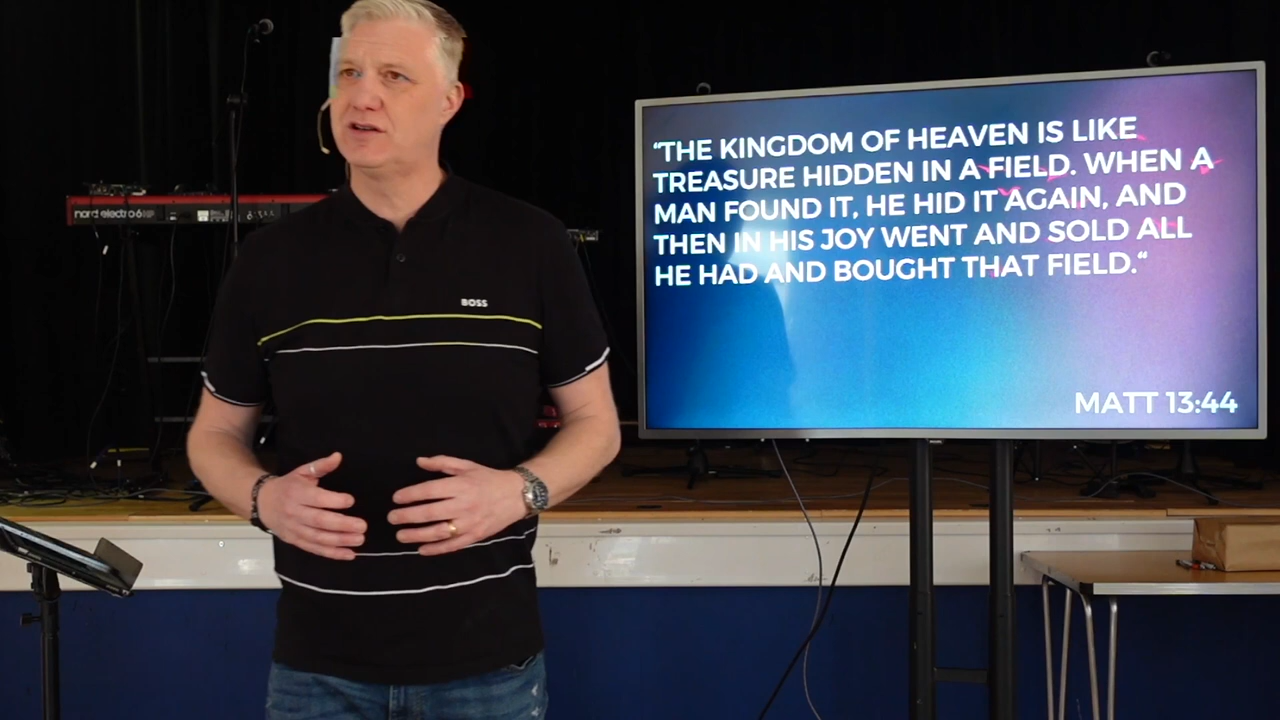 nord electro 6
BOSS
“THE KINGDOM OF HEAVEN IS LIKE
TREASURE HIDDEN IN A FIELD. WHEN A
MAN FOUND IT, HE HID IT AGAIN, AND
THEN IN HIS JOY WENT AND SOLD ALL
HE HAD AND BOUGHT THAT FIELD.“
MATT 13:44